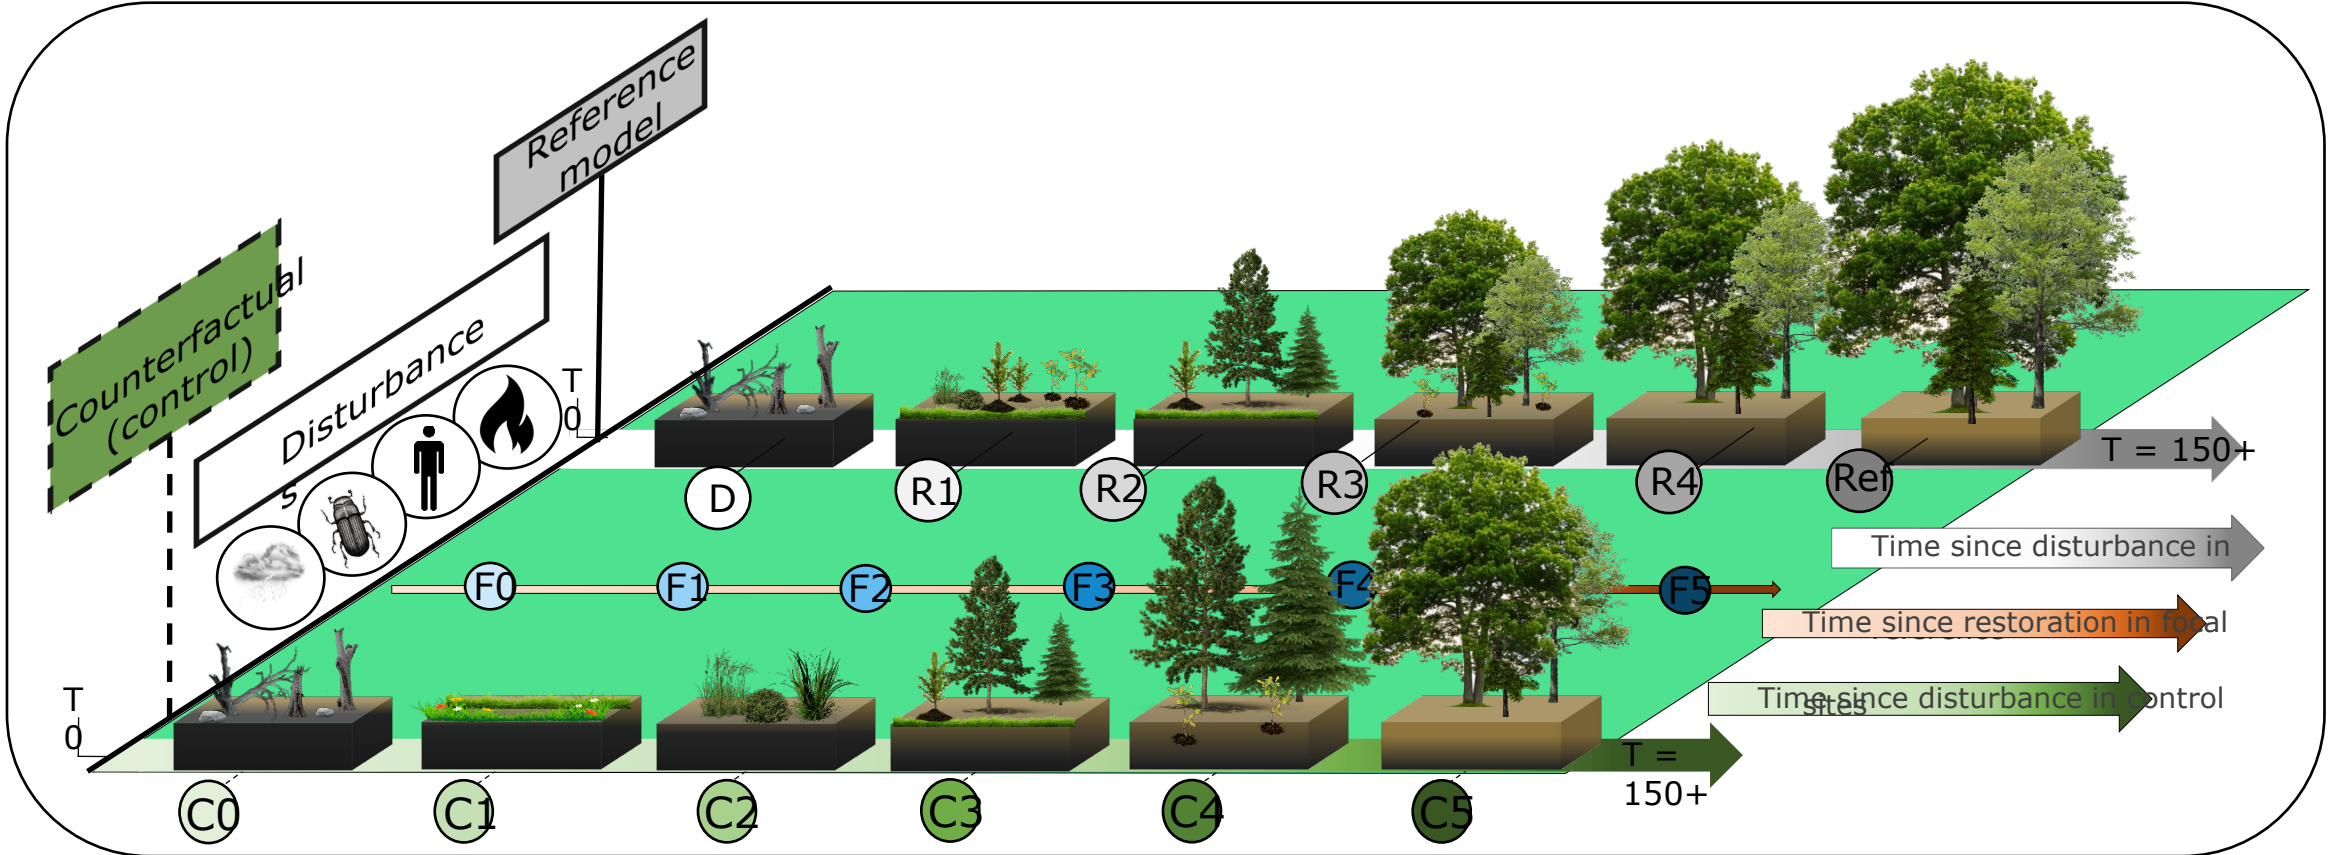 Reference
model
Counterfactual
(control)
Disturbance
s
T
0
D
R1
R2
R3
R4
Ref
T = 150+
Time since disturbance in
reference
F0
F1
F2
F3
F4
F5
Time since restoration in focal
sites
Time since disturbance in control
T
0
T =
150+
C0
C1
C2
C3
C4
C5